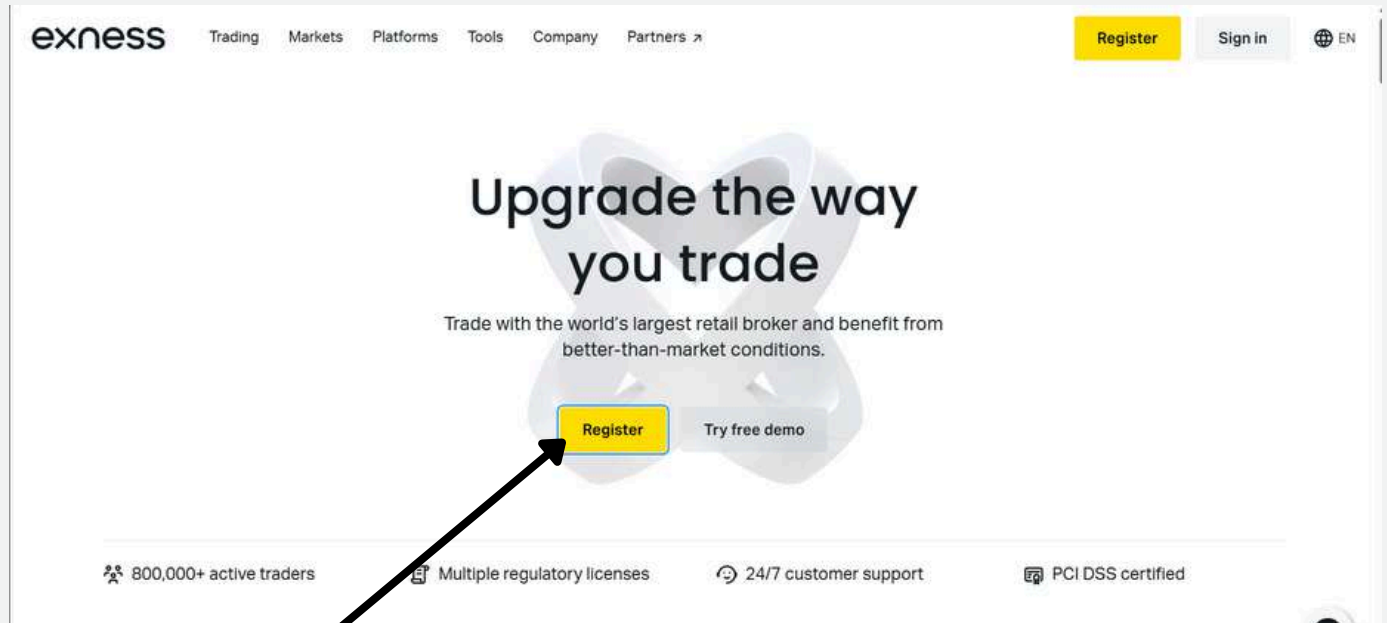 exness Trading Markets Platforms Tools Company Partners ↗ Register Sign in EN
Upgrade the way
you trade
Trade with the world's largest retail broker and benefit from
better-than-market conditions.
Register Try free demo
800,000+ active traders Multiple regulatory licenses 24/7 customer support PCI DSS certified